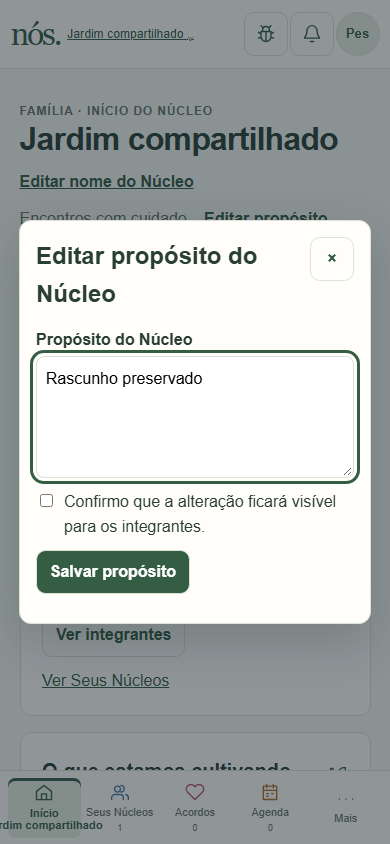 nós.
Jardim compartilhado ..
Pes
FAMÍLIA · INÍCIO DO NÚCLEO
Jardim compartilhado
Editar nome do Núcleo
Encontros com cuidado Editar propósito
Editar propósito do
Núcleo
×
Propósito do Núcleo
Rascunho preservado
Confirmo que a alteração ficará visível
para os integrantes.
Salvar propósito
Ver integrantes
Ver Seus Núcleos
O que estamos cultivando
Início
rdim compartilhado
Seus Núcleos
1
Acordos
0
Agenda
0
...
Mais